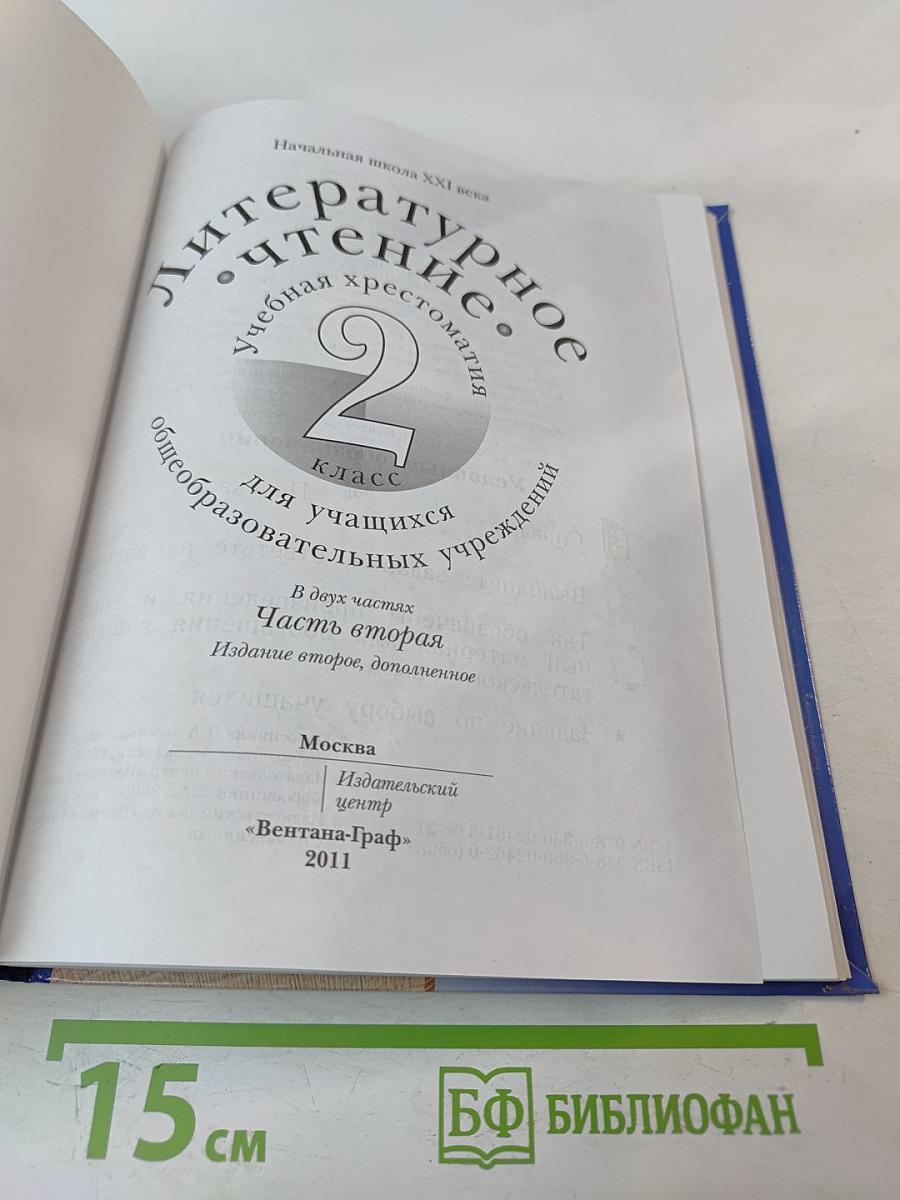 Начальная школа XXI века
Литературное
• чтение •
Учебная хрестоматия
2
класс
для учащихся
общеобразовательных учреждений
В двух частях
Часть вторая
Издание второе, дополненное
Москва
Издательский
центр
«Вентана-Граф»
2011
15 см
БФ БИБЛИОФАН